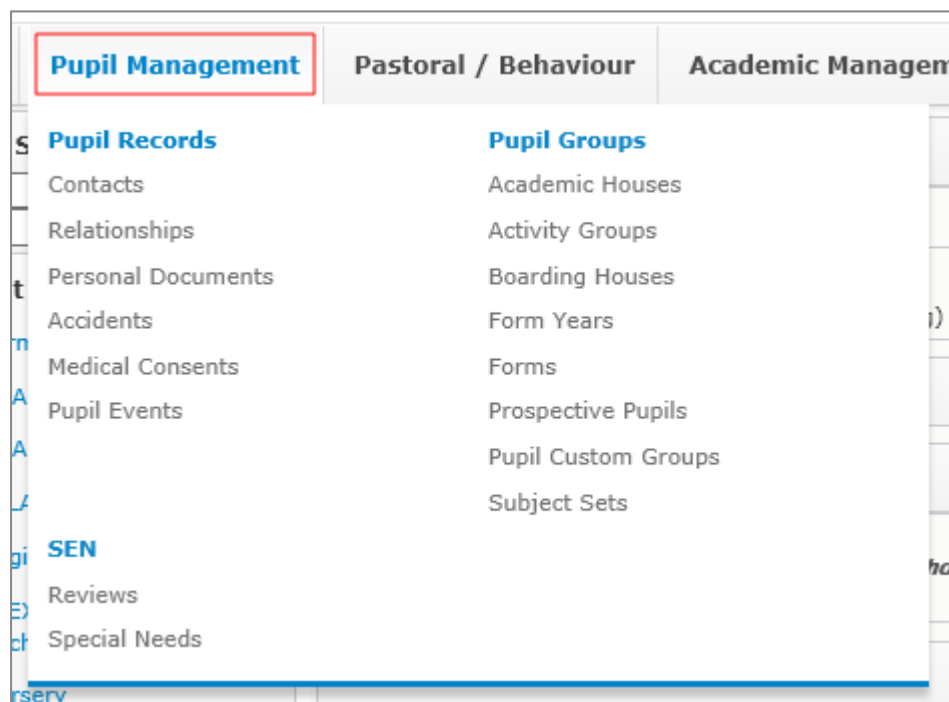 Pupil Management
Pastoral / Behaviour
Pupil Records
Contacts
Relationships
Personal Documents
Accidents
Medical Consents
Pupil Events
SEN
Reviews
Special Needs
Pupil Groups
Academic Houses
Activity Groups
Boarding Houses
Form Years
Forms
Prospective Pupils
Pupil Custom Groups
Subject Sets
Academic